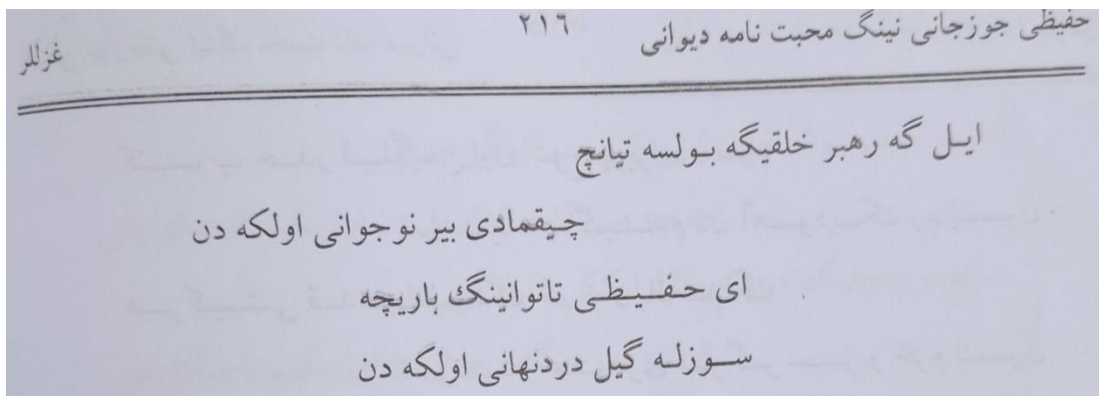 حفیظی جوزجانی نینگ محبت نامه دیوانی ۲۱۶ غزللر
ایل گه رهبر خلقیگه بولسه تیانچ
چیقمادی بیر نوجوانی اولکه دن
ای حفیظی تاتوانینگ باریچه
سوزله گیل دردنهانی اولکه دن